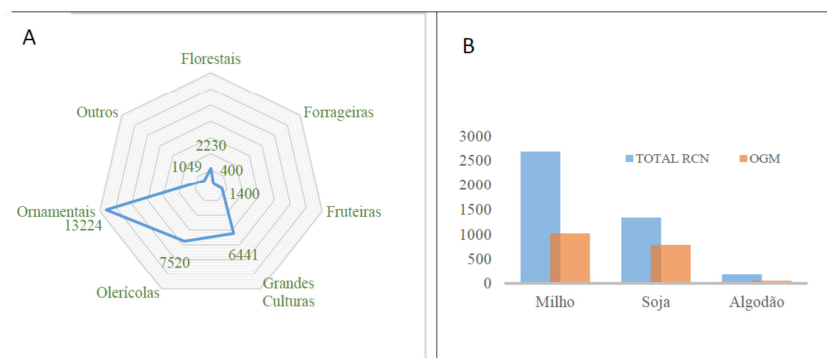 A
Florestais
Outros
Forrageiras
2230
1049
400
1400
Ornamentais
13224
Fruteiras
7520
6441
Olerícolas
Grandes
Culturas
B
3000
2500
2000
1500
1000
500
0
TOTAL RCN
OGM
Milho
Soja
Algodão